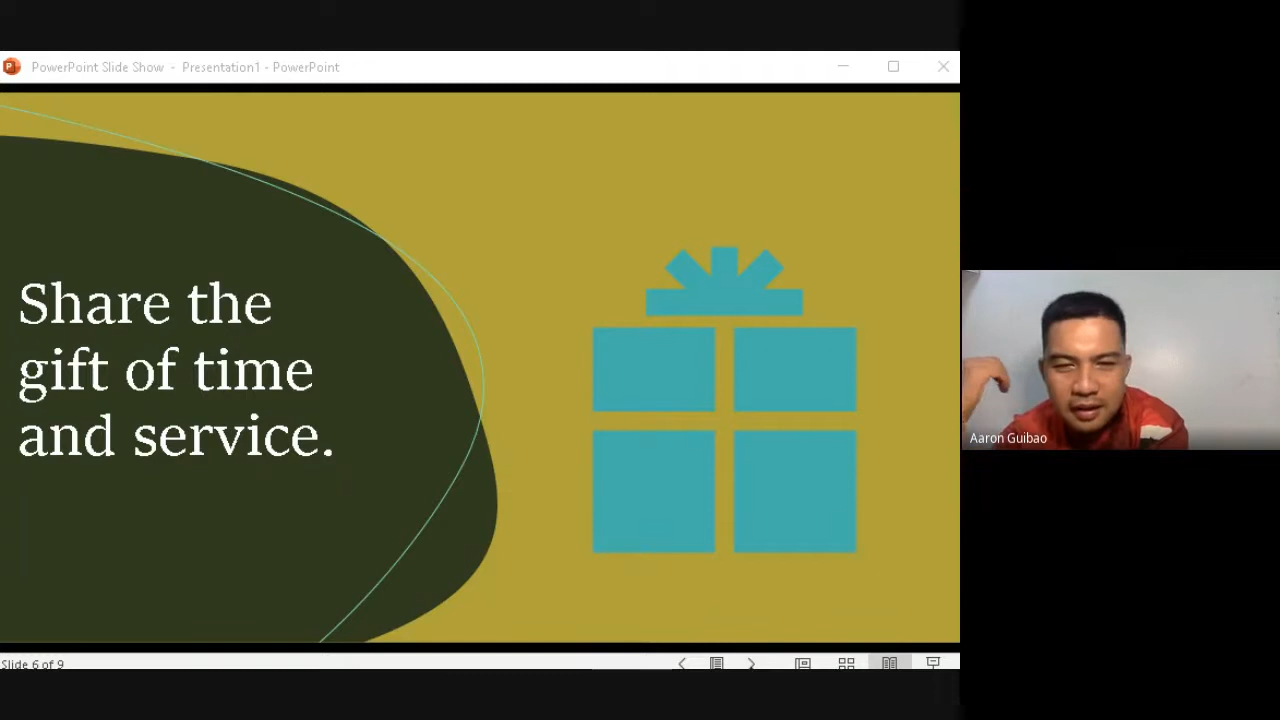 PowerPoint Slide Show - Presentation1 - PowerPoint
Share the
gift of time
and service.
Aaron Guibao
Slide 6 of 9